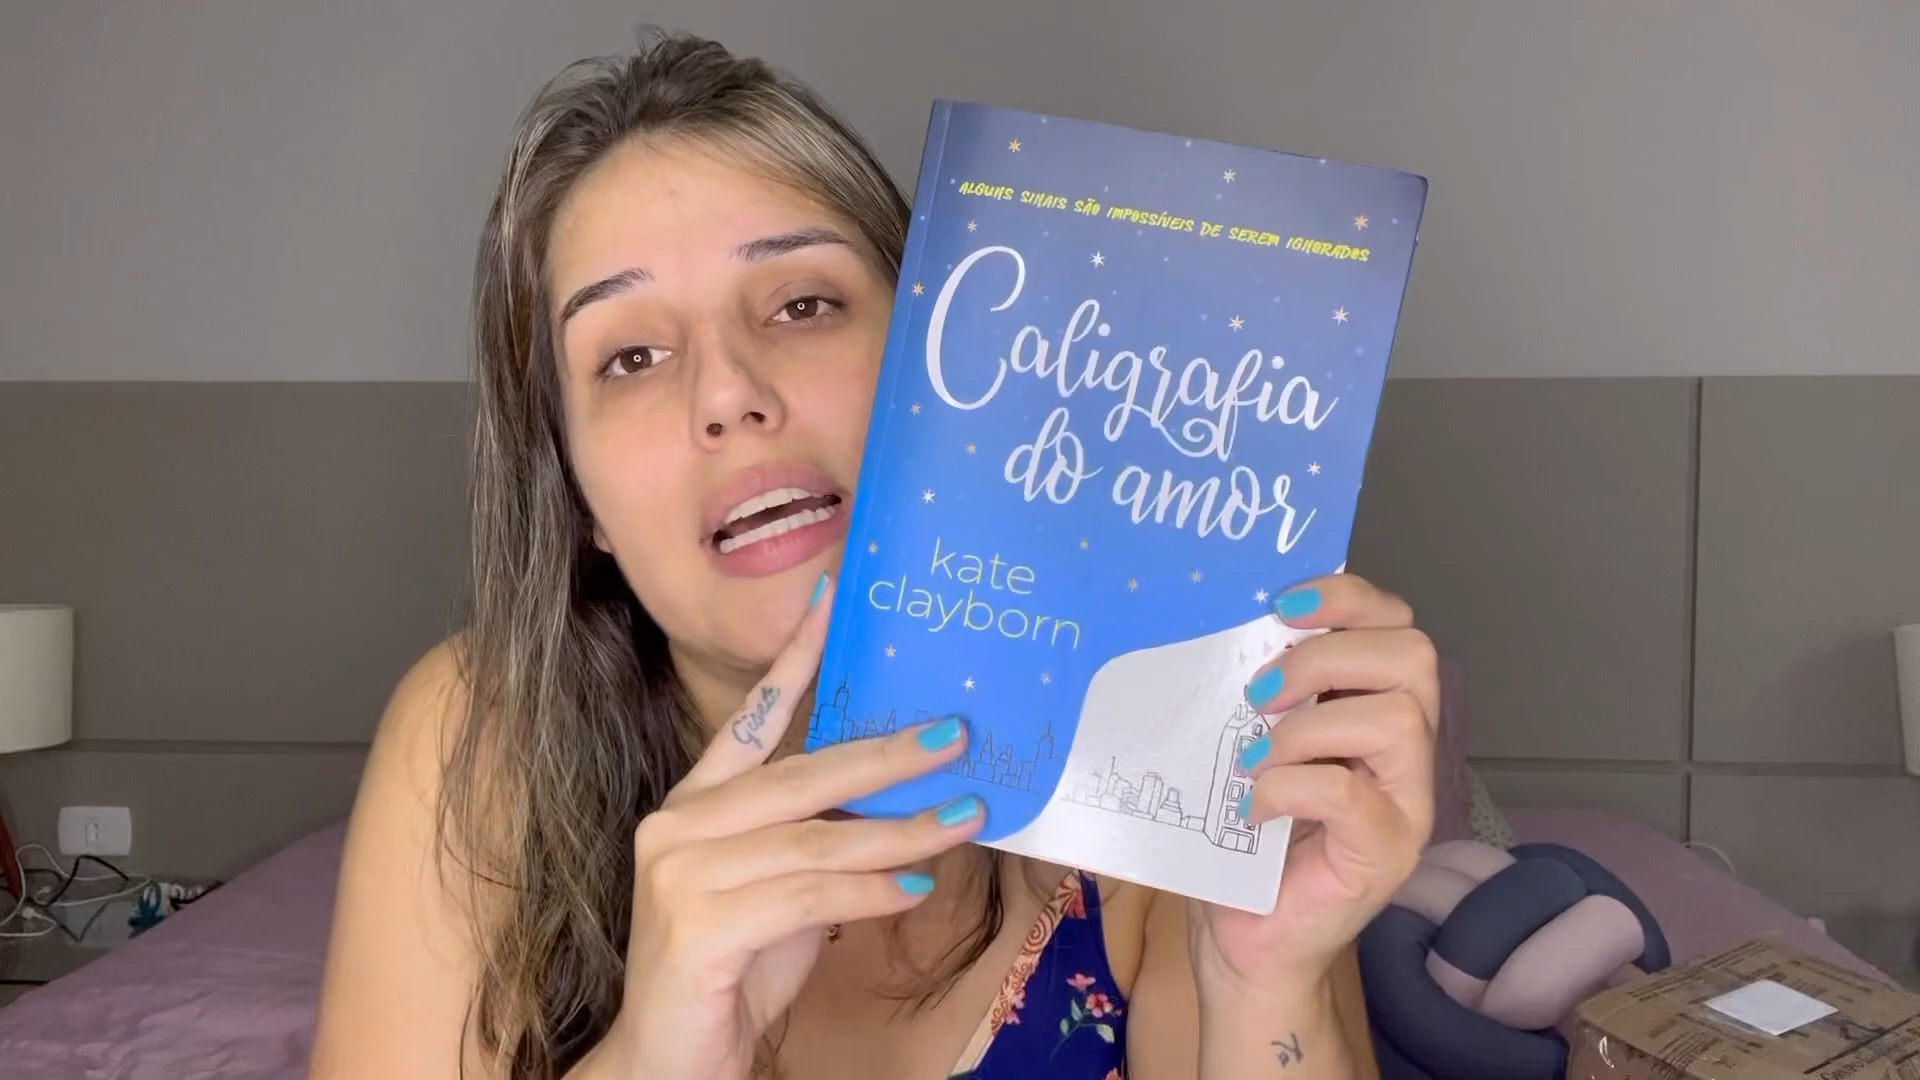 ALGUNS SINAIS SÃO IMPOSSÍVEIS DE SEREM IGNORADOS
Caligrafia
do amor
kate
clayborn